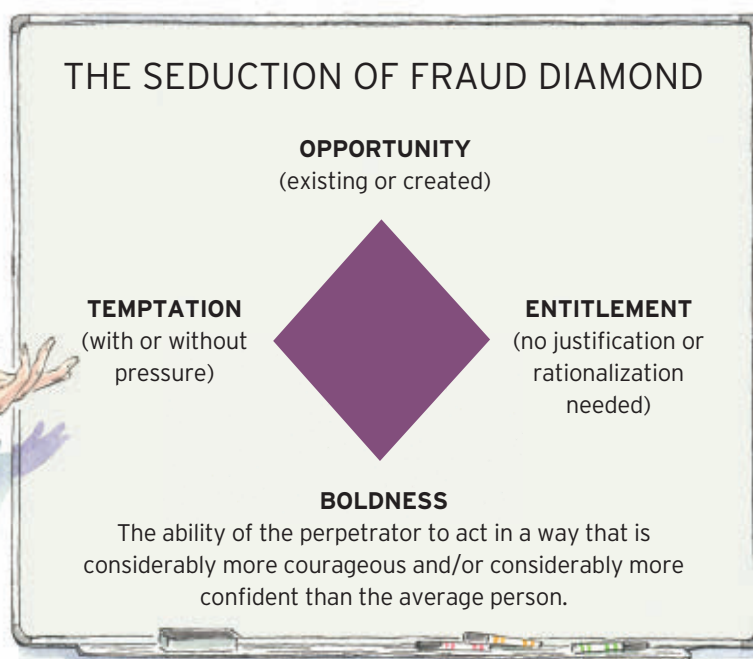 THE SEDUCTION OF FRAUD DIAMOND
OPPORTUNITY
(existing or created)
TEMPTATION
(with or without
pressure)
ENTITLEMENT
(no justification or
rationalization
needed)
BOLDNESS
The ability of the perpetrator to act in a way that is
considerably more courageous and/or considerably more
confident than the average person.